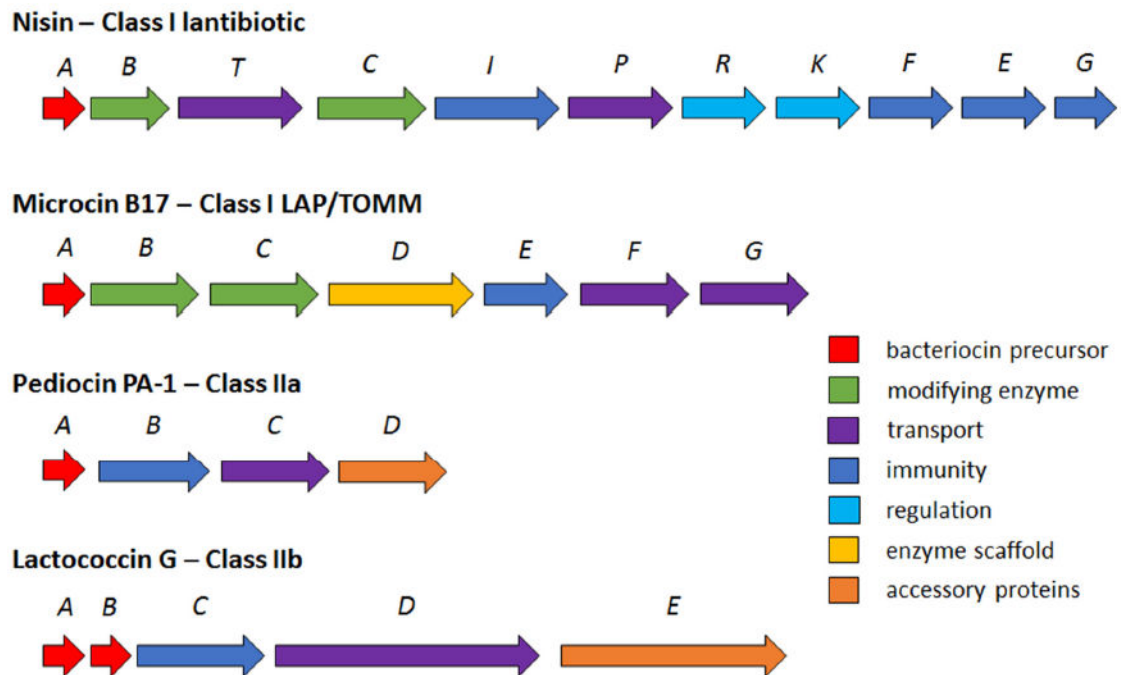 Nisin – Class I lantibiotic
A B T C I P R K F E G
Microcin B17 – Class I LAP/TOMM
A B C D E F G
Pediocin PA-1 – Class IIa
A B C D
Lactococcin G – Class IIb
A B C D E
bacteriocin precursor
modifying enzyme
transport
immunity
regulation
enzyme scaffold
accessory proteins